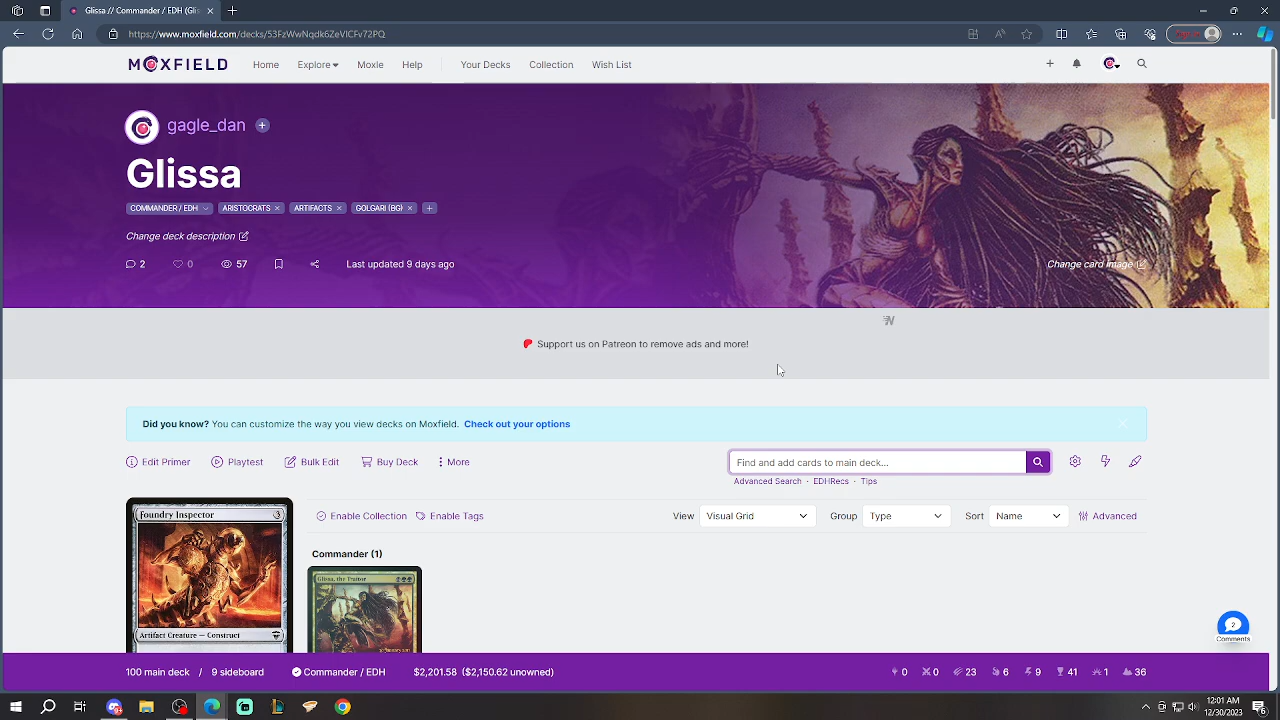 Glissa // Commander / EDH (Glis
https://www.moxfield.com/decks/53FzWwNqdk6ZeVICFv72PQ
MOXFIELD Home Explore Moxie Help Your Decks Collection Wish List
gagle_dan
Glissa
COMMANDER / EDH ARISTOCRATS ARTIFACTS GOLGARI (BG)
Change deck description
2 0 57 Last updated 9 days ago Change card image
Support us on Patreon to remove ads and more!
Did you know? You can customize the way you view decks on Moxfield. Check out your options
Edit Primer Playtest Bulk Edit Buy Deck More Find and add cards to main deck...
Advanced Search · EDHRecs · Tips
Foundry Inspector 3
Enable Collection Enable Tags View Visual Grid Group Type Sort Name Advanced
Commander (1)
Glissa, the Traitor
Artifact Creature — Construct
2
Comments
100 main deck / 9 sideboard Commander / EDH $2,201.58 ($2,150.62 unowned) 0 0 23 6 9 41 1 36
12:01 AM
12/30/2023